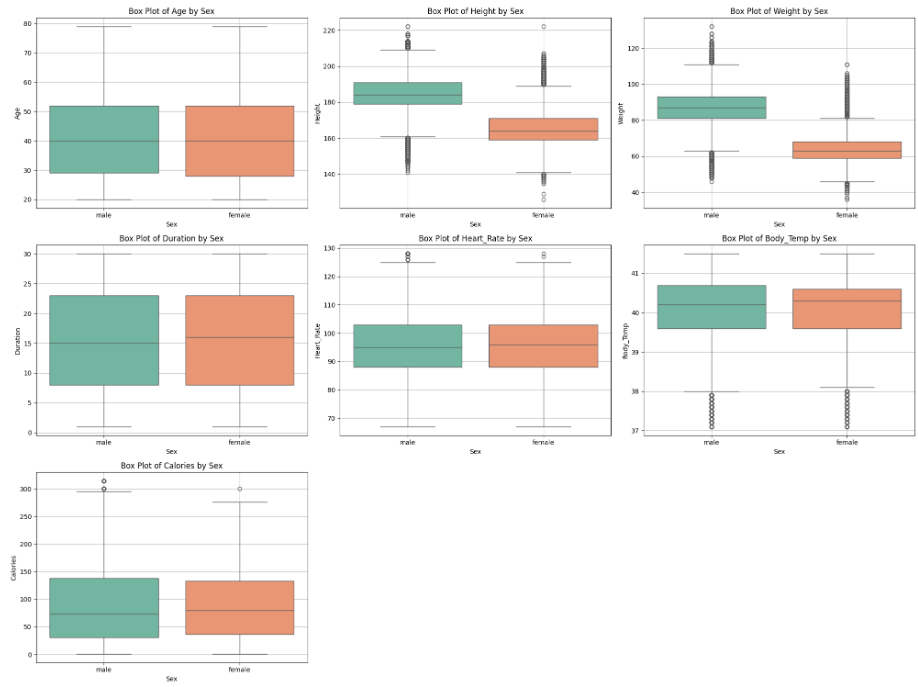 Box Plot of Age by Sex
Age
80
70
60
50
40
30
20
male
female
Sex
Box Plot of Height by Sex
Height
220
200
180
160
140
male
female
Sex
Box Plot of Weight by Sex
Weight
120
100
80
60
40
male
female
Sex
Box Plot of Duration by Sex
Duration
30
25
20
15
10
5
0
male
female
Sex
Box Plot of Heart_Rate by Sex
Heart_Rate
130
120
110
100
90
80
70
male
female
Sex
Box Plot of Body_Temp by Sex
Body_Temp
41
40
39
38
37
male
female
Sex
Box Plot of Calories by Sex
Calories
300
250
200
150
100
50
0
male
female
Sex